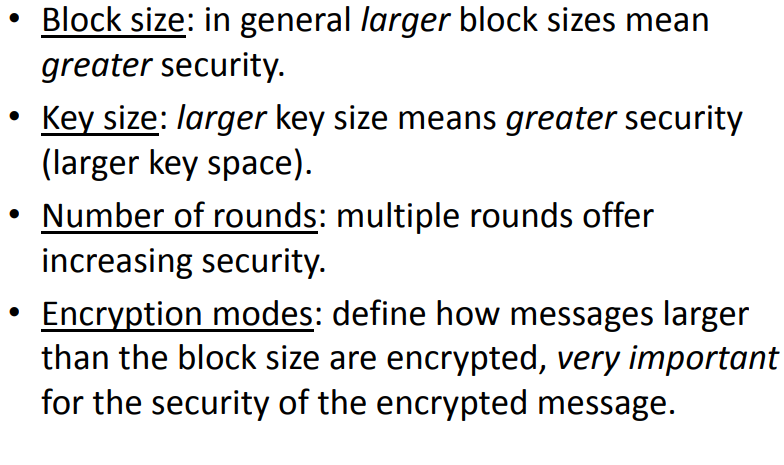 • Block size: in general larger block sizes mean
greater security.
• Key size: larger key size means greater security
(larger key space).
• Number of rounds: multiple rounds offer
increasing security.
• Encryption modes: define how messages larger
than the block size are encrypted, very important
for the security of the encrypted message.